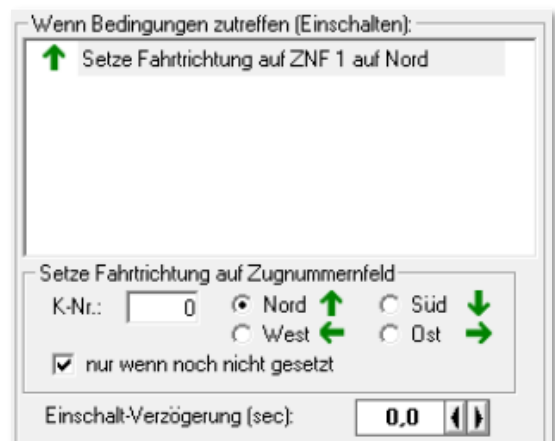 Wenn Bedingungen zutreffen (Einschalten):
Setze Fahrtrichtung auf ZNF 1 auf Nord
Setze Fahrtrichtung auf Zugnummernfeld
K-Nr.: 0 Nord Süd
West Ost
nur wenn noch nicht gesetzt
Einschalt-Verzögerung (sec): 0,0